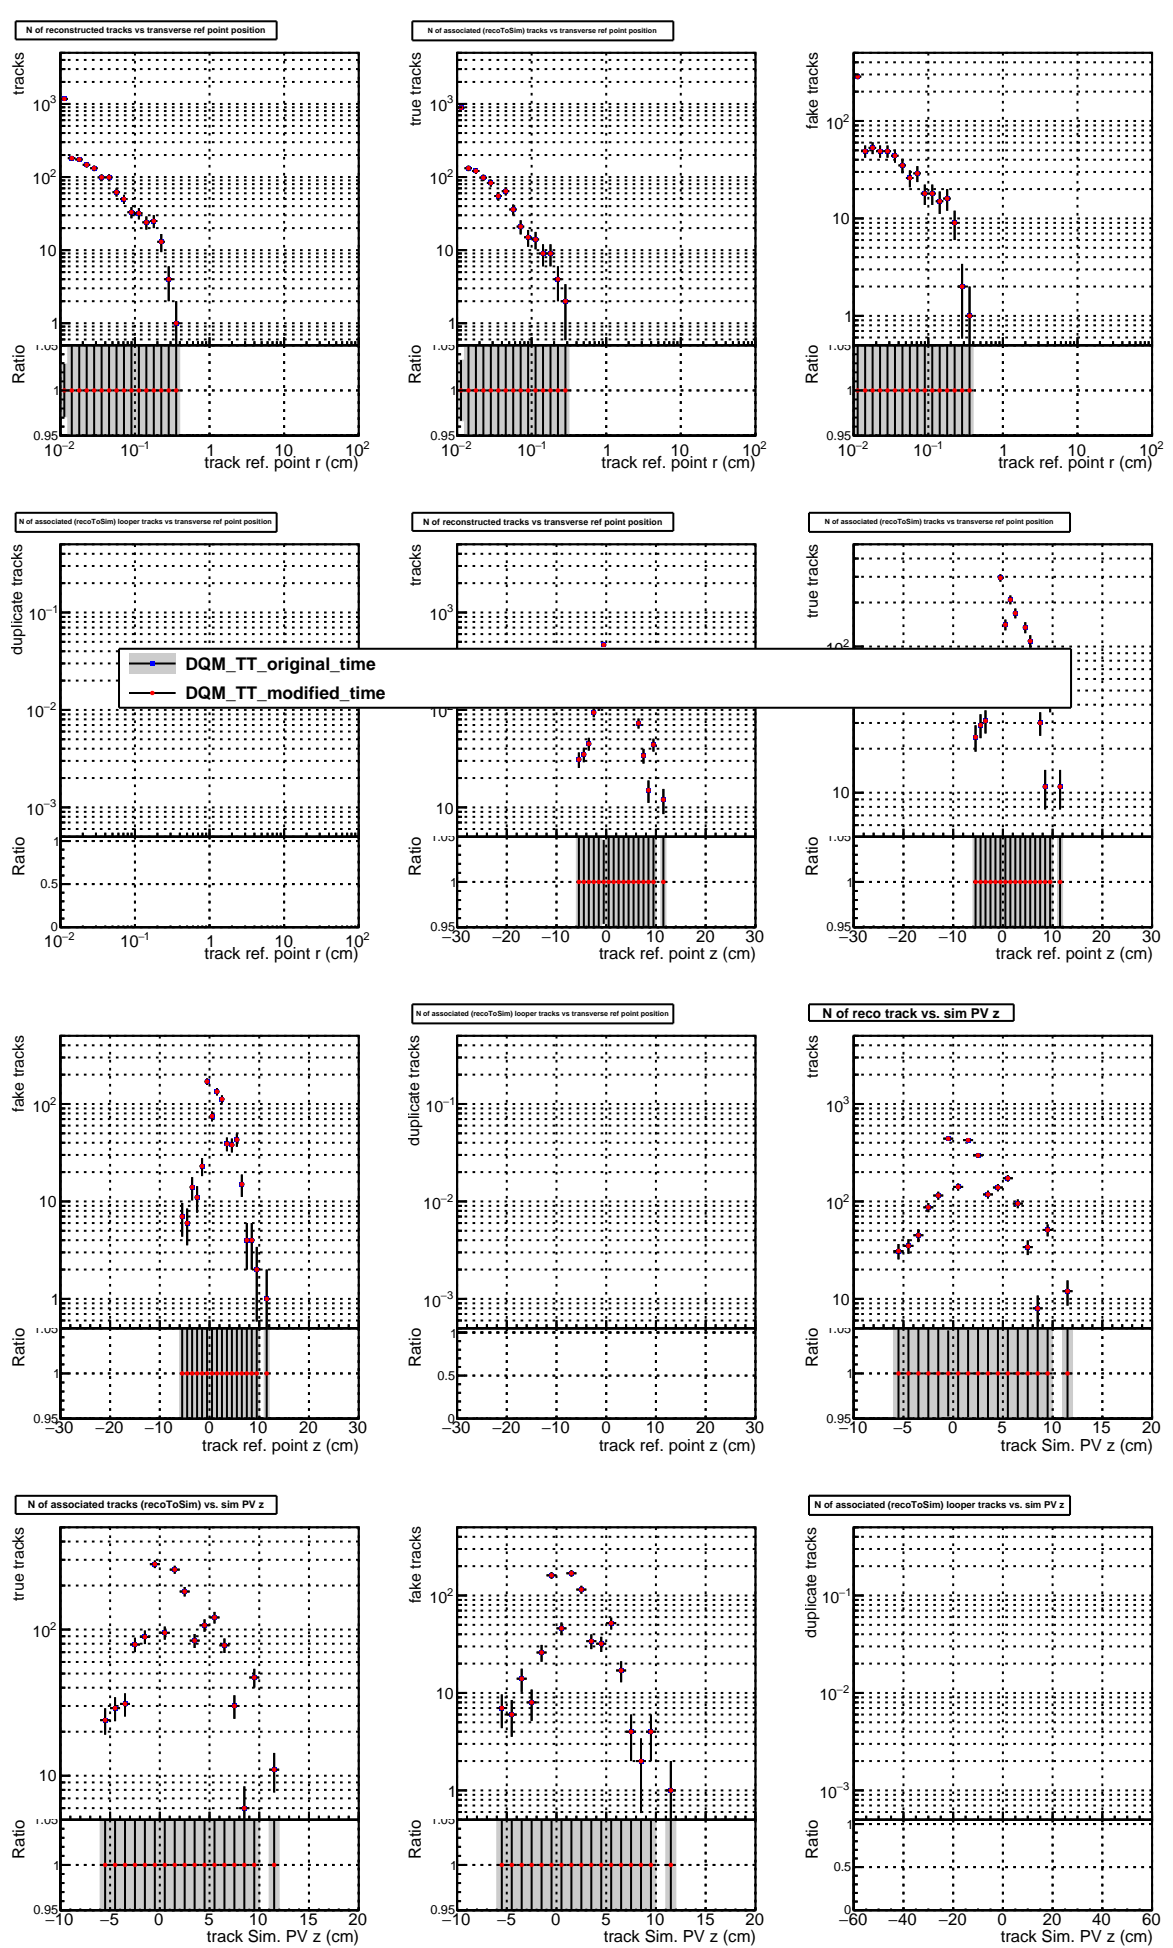 N of reconstructed tracks vs transverse ref point position
tracks
10³
10²
10
1
1.05
Ratio
1
0.95
10⁻² 10⁻¹ 1 10 10²
track ref. point r (cm)
N of associated (recoToSim) tracks vs transverse ref point position
true tracks
10³
10²
10
1
1.05
Ratio
1
0.95
10⁻² 10⁻¹ 1 10 10²
track ref. point r (cm)
fake tracks
10²
10
1
1.05
Ratio
1
0.95
10⁻² 10⁻¹ 1 10 10²
track ref. point r (cm)
N of associated (recoToSim) looper tracks vs transverse ref point position
duplicate tracks
10⁻¹
10⁻²
10⁻³
Ratio
1
0.5
0
10⁻² 10⁻¹ 1 10 10²
track ref. point r (cm)
N of reconstructed tracks vs transverse ref point position
tracks
10³
10
1.05
Ratio
1
0.95
−30 −20 −10 0 10 20 30
track ref. point z (cm)
N of associated (recoToSim) tracks vs transverse ref point position
true tracks
10
1.05
Ratio
1
0.95
−30 −20 −10 0 10 20 30
track ref. point z (cm)
DQM_TT_original_time
DQM_TT_modified_time
fake tracks
10²
10
1
1.05
Ratio
1
0.95
−30 −20 −10 0 10 20 30
track ref. point z (cm)
N of associated (recoToSim) looper tracks vs transverse ref point position
duplicate tracks
10⁻¹
10⁻²
10⁻³
Ratio
1
0.5
0
−30 −20 −10 0 10 20 30
track ref. point z (cm)
N of reco track vs. sim PV z
tracks
10³
10²
10
1.05
Ratio
1
0.95
−10 −5 0 5 10 15 20
track Sim. PV z (cm)
N of associated tracks (recoToSim) vs. sim PV z
true tracks
10²
10
1.05
Ratio
1
0.95
−10 −5 0 5 10 15 20
track Sim. PV z (cm)
fake tracks
10²
10
1
1.05
Ratio
1
0.95
−10 −5 0 5 10 15 20
track Sim. PV z (cm)
N of associated (recoToSim) looper tracks vs. sim PV z
duplicate tracks
10⁻¹
10⁻²
10⁻³
Ratio
1
0.5
0
−60 −40 −20 0 20 40 60
track Sim. PV z (cm)